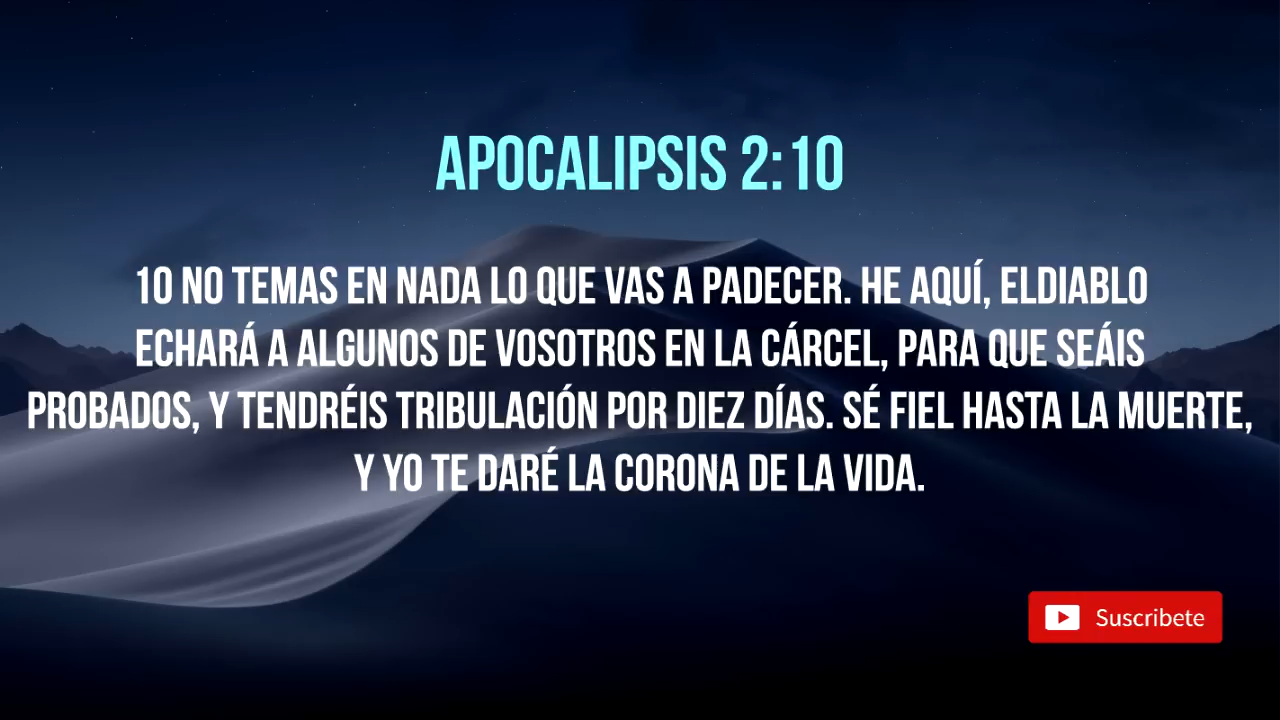 APOCALIPSIS 2:10
10 NO TEMAS EN NADA LO QUE VAS A PADECER. HE AQUÍ, ELDIABLO
ECHARÁ A ALGUNOS DE VOSOTROS EN LA CÁRCEL, PARA QUE SEÁIS
PROBADOS, Y TENDRÉIS TRIBULACIÓN POR DIEZ DÍAS. SÉ FIEL HASTA LA MUERTE,
Y YO TE DARÉ LA CORONA DE LA VIDA.
Suscribete